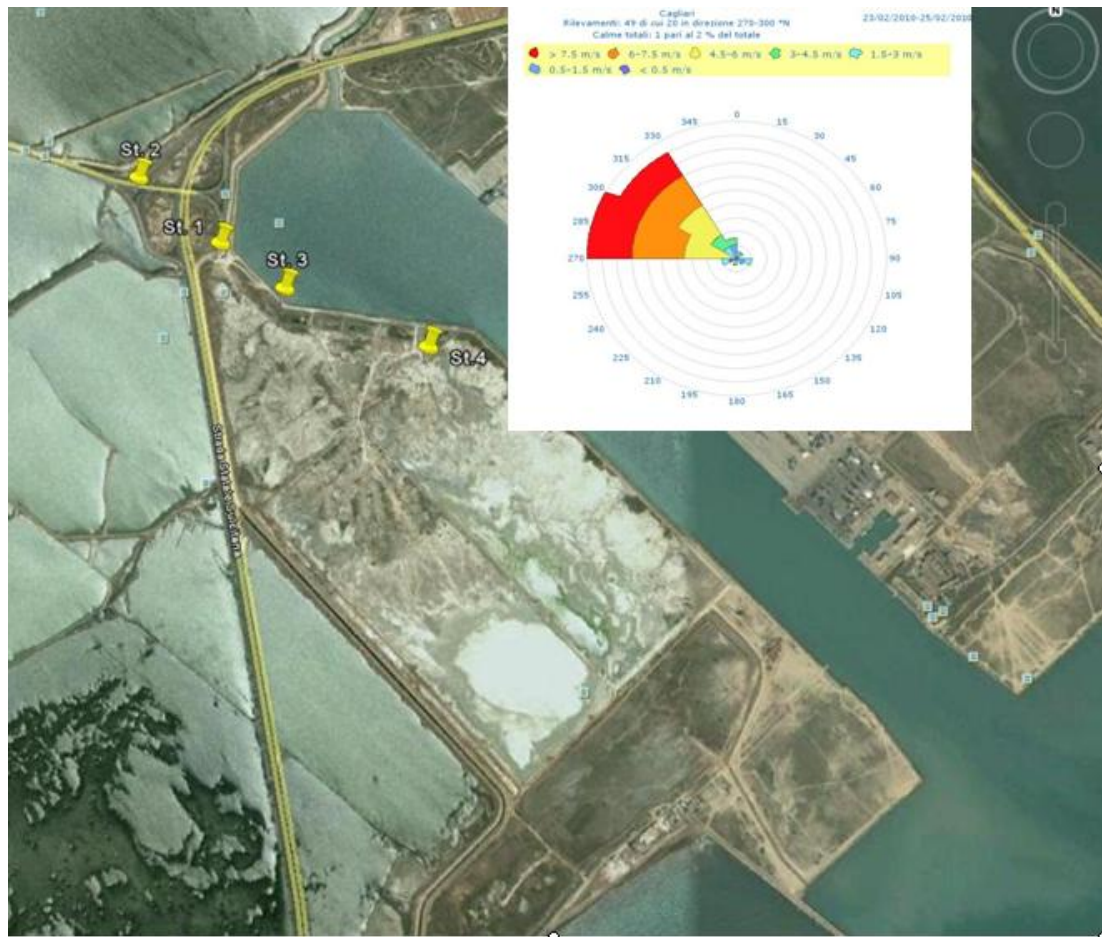 Cagliari
Rilevamenti: 49 di cui 20 in direzione 270-300 °N
Calme totali: 1 pari al 2 % del totale
23/02/2010-25/02/2010
> 7.5 m/s 6-7.5 m/s 4.5-6 m/s 3-4.5 m/s 1.5-3 m/s
0.5-1.5 m/s < 0.5 m/s
N
0
345 15
330 30
315 45
300 60
285 75
270 90
255 105
240 120
225 135
210 150
195 165
180
St. 2
St. 1
St. 3
St.4